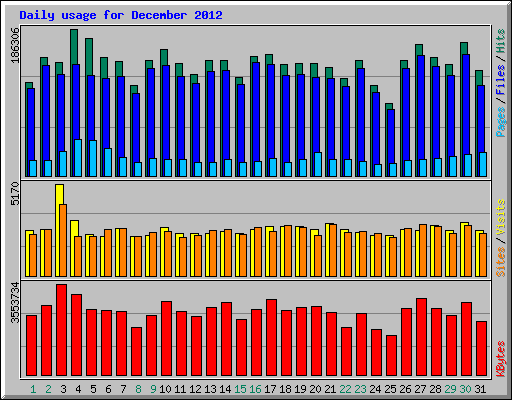 Daily usage for December 2012
186306
Pages / Files / Hits
5170
Sites / Visits
3553734
KBytes
1 2 3 4 5 6 7 8 9 10 11 12 13 14 15 16 17 18 19 20 21 22 23 24 25 26 27 28 29 30 31